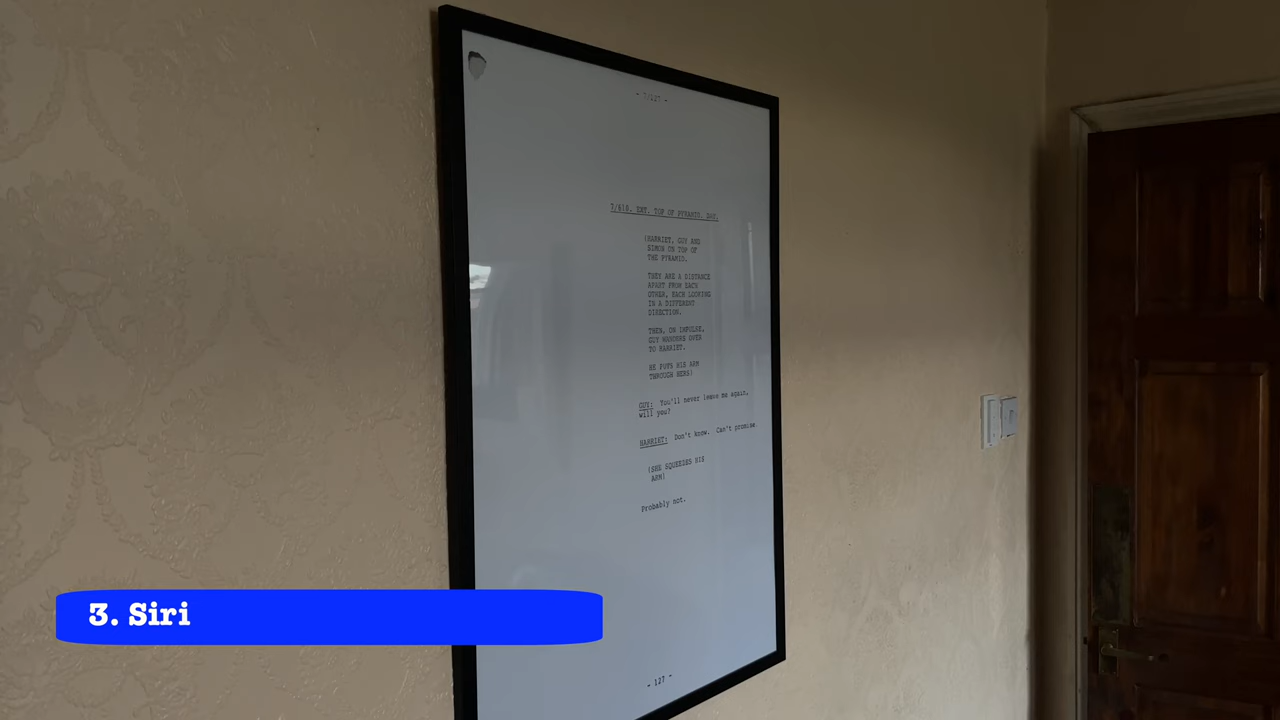 - 7/127 -
7/610. EXT. TOP OF PYRAMID. DAY.
(HARRIET, GUY AND
SIMON ON TOP OF
THE PYRAMID.
THEY ARE A DISTANCE
APART FROM EACH
OTHER, EACH LOOKING
IN A DIFFERENT
DIRECTION.
THEN, ON IMPULSE,
GUY WANDERS OVER
TO HARRIET.
HE PUTS HIS ARM
THROUGH HERS)
GUY: You'll never leave me again,
will you?
HARRIET: Don't know. Can't promise
(SHE SQUEEZES HIS
ARM)
Probably not.
- 127 -
3. Siri